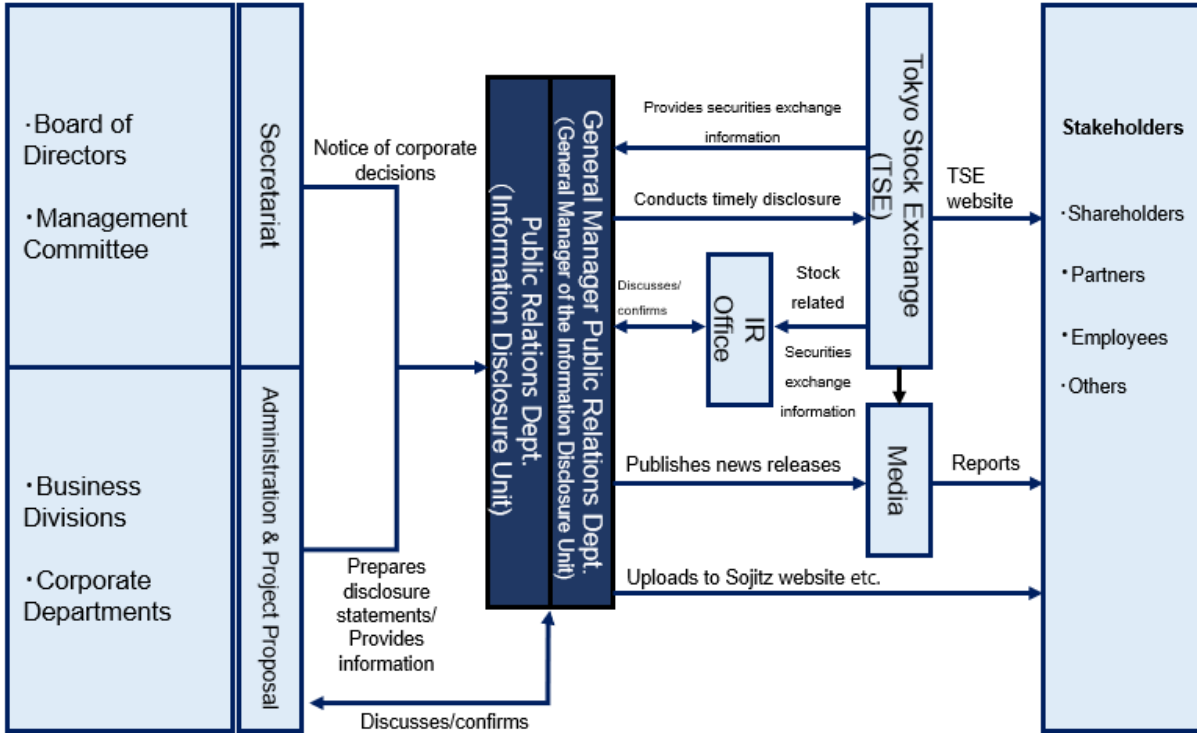 ・Board of
Directors
・Management
Committee
Secretariat
・Business
Divisions
・Corporate
Departments
Administration & Project Proposal
Notice of corporate
decisions
Prepares
disclosure
statements/
Provides
information
Discusses/confirms
Public Relations Dept.
(Information Disclosure Unit)
General Manager Public Relations Dept.
(General Manager of the Information Disclosure Unit)
Provides securities exchange
information
Conducts timely disclosure
Discusses/
confirms
IR
Office
Stock
related
Securities
exchange
information
Publishes news releases
Uploads to Sojitz website etc.
Tokyo Stock Exchange
(TSE)
Media
TSE
website
Reports
Stakeholders
・Shareholders
・Partners
・Employees
・Others